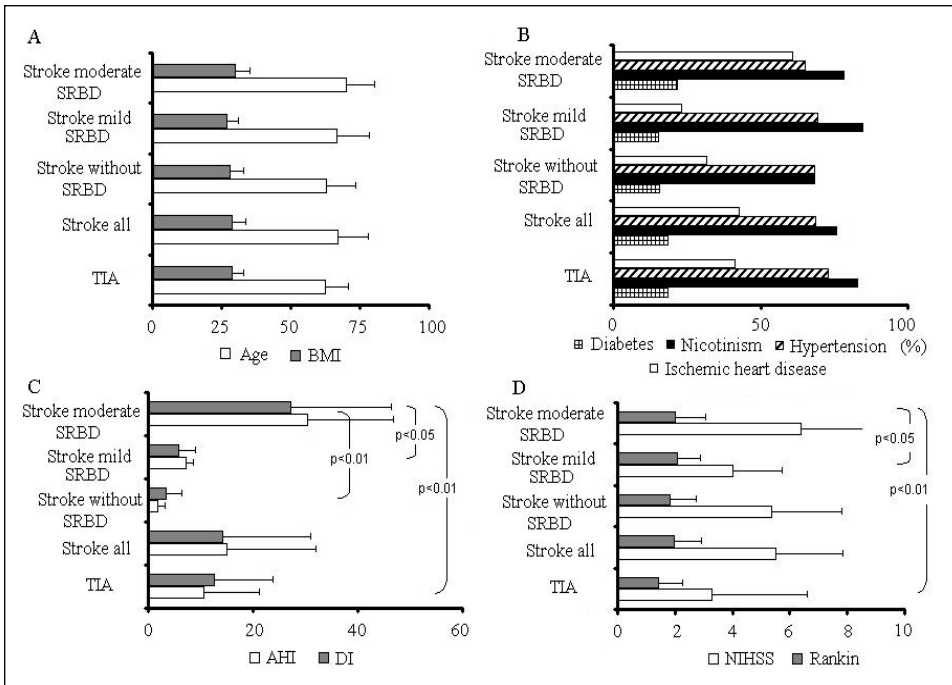 A
Stroke moderate
SRBD
Stroke mild
SRBD
Stroke without
SRBD
Stroke all
TIA
0 25 50 75 100
Age BMI
B
Stroke moderate
SRBD
Stroke mild
SRBD
Stroke without
SRBD
Stroke all
TIA
0 50 100
Diabetes Nicotinism Hypertension (%)
Ischemic heart disease
C
Stroke moderate
SRBD
Stroke mild
SRBD
Stroke without
SRBD
Stroke all
TIA
p<0.05
p<0.01
p<0.01
0 20 40 60
AHI DI
D
Stroke moderate
SRBD
Stroke mild
SRBD
Stroke without
SRBD
Stroke all
TIA
p<0.05
p<0.01
0 2 4 6 8 10
NIHSS Rankin